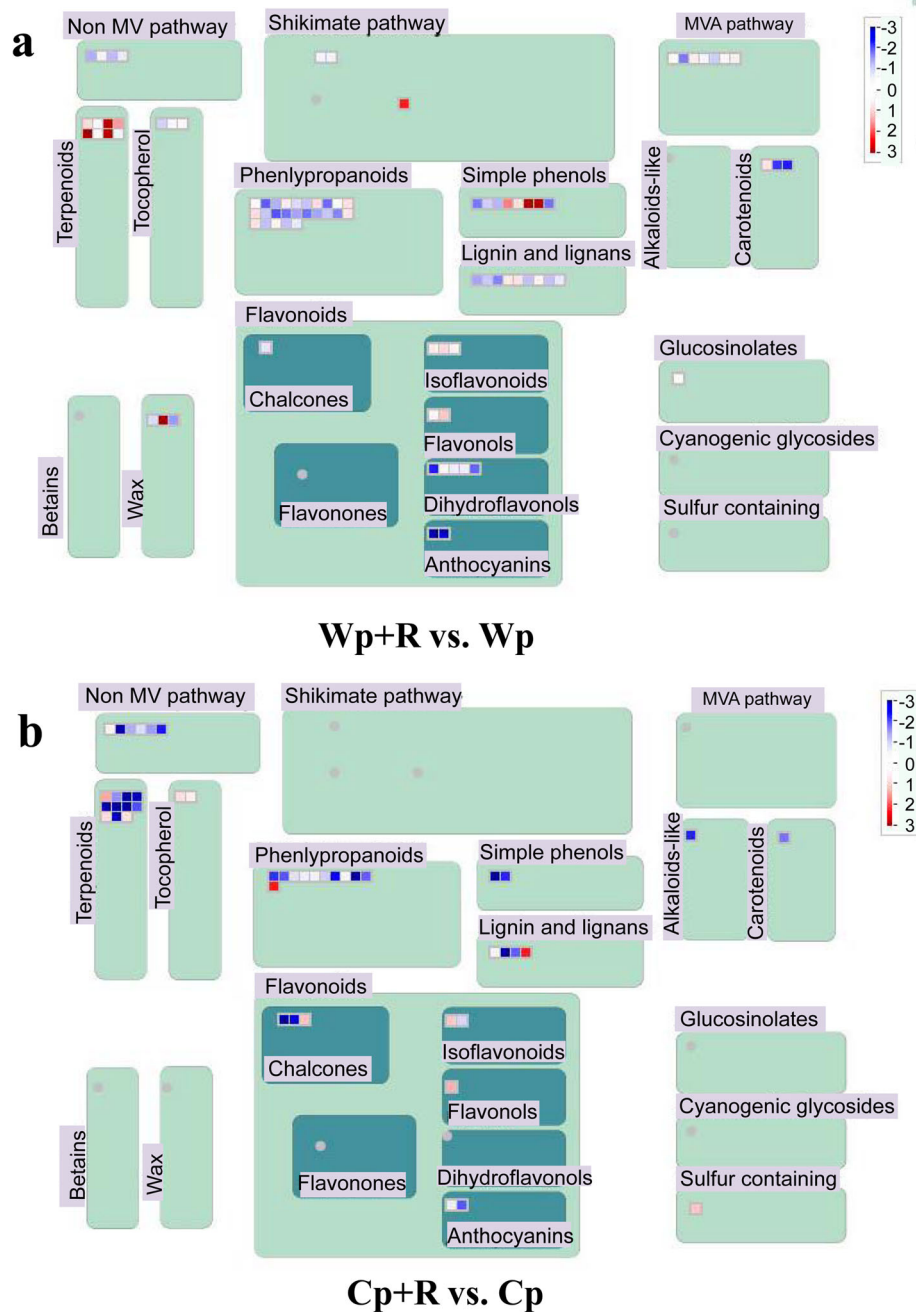 a
Non MV pathway
Shikimate pathway
MVA pathway
-3
-2
-1
0
1
2
3
Terpenoids
Tocopherol
Phenlypropanoids
Simple phenols
Lignin and lignans
Alkaloids-like
Carotenoids
Flavonoids
Chalcones
Isoflavonoids
Flavonols
Flavonones
Dihydroflavonols
Anthocyanins
Betains
Wax
Glucosinolates
Cyanogenic glycosides
Sulfur containing
Wp+R vs. Wp
b
Non MV pathway
Shikimate pathway
MVA pathway
-3
-2
-1
0
1
2
3
Terpenoids
Tocopherol
Phenlypropanoids
Simple phenols
Lignin and lignans
Alkaloids-like
Carotenoids
Flavonoids
Chalcones
Isoflavonoids
Flavonols
Flavonones
Dihydroflavonols
Anthocyanins
Betains
Wax
Glucosinolates
Cyanogenic glycosides
Sulfur containing
Cp+R vs. Cp